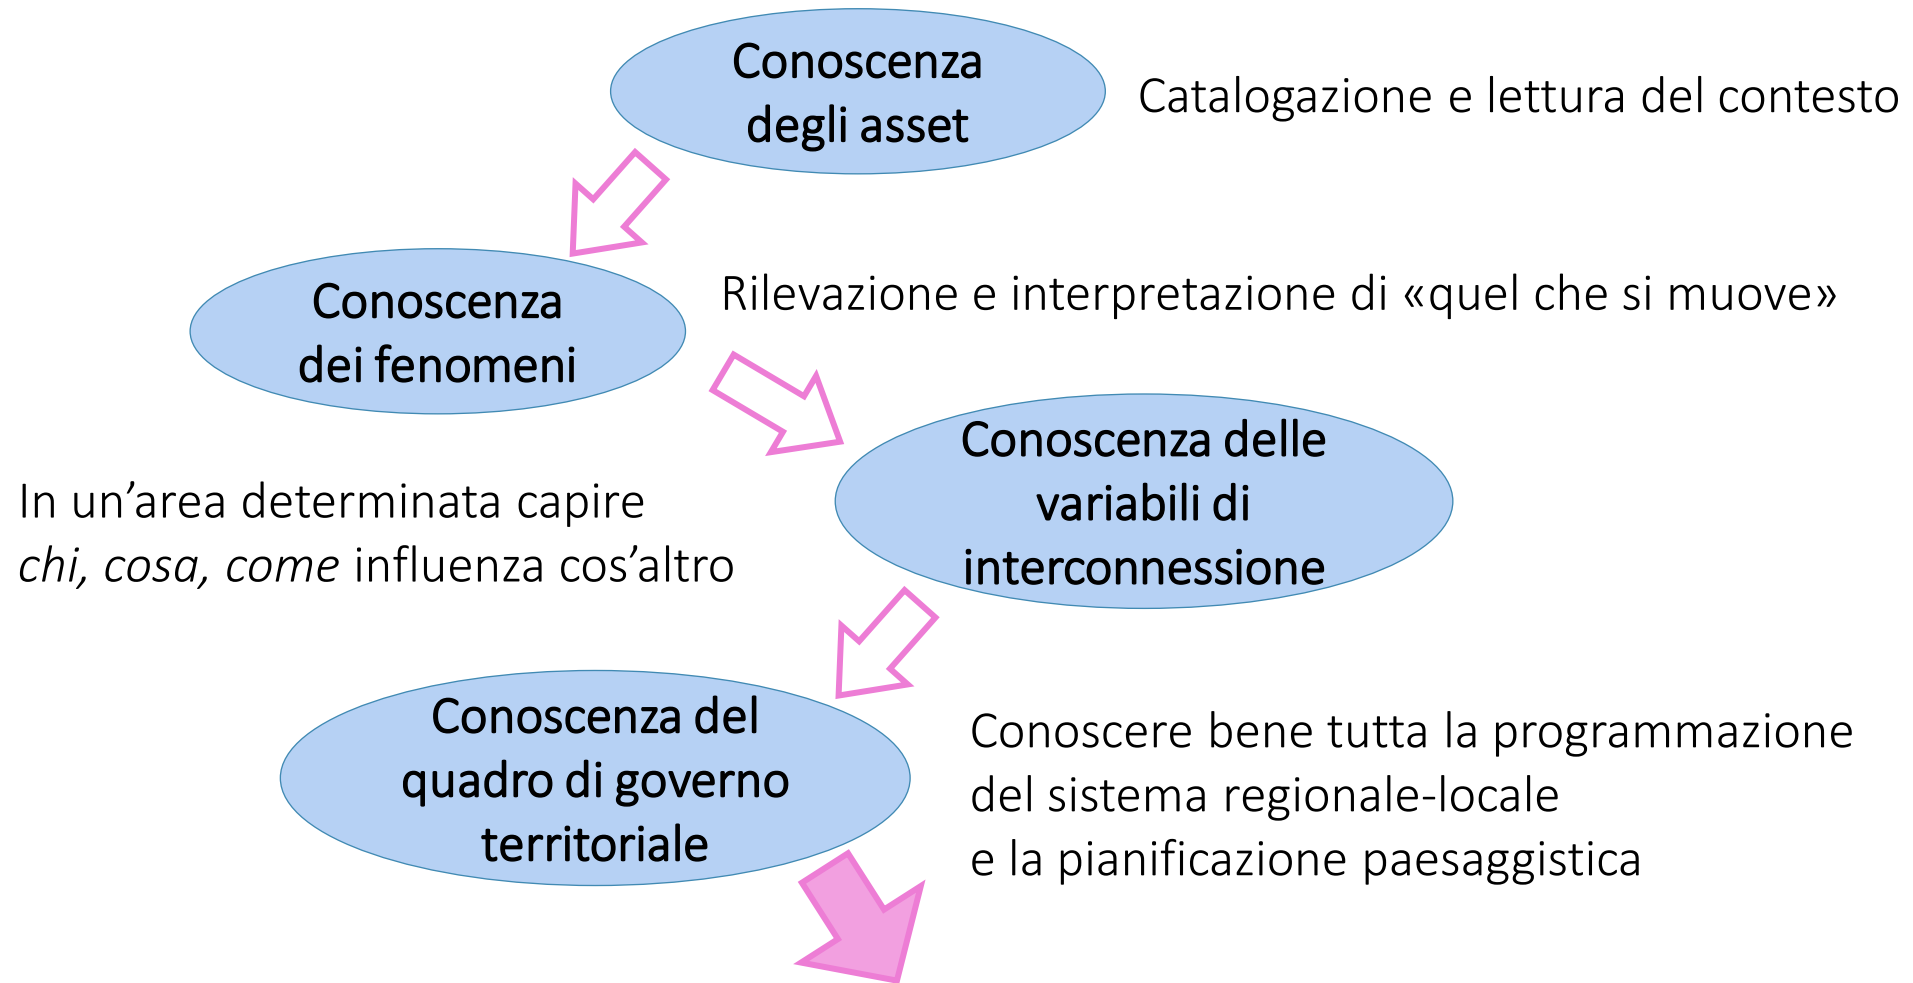 Conoscenza
degli asset
Catalogazione e lettura del contesto
Conoscenza
dei fenomeni
Rilevazione e interpretazione di «quel che si muove»
Conoscenza delle
variabili di
interconnessione
In un’area determinata capire
chi, cosa, come influenza cos’altro
Conoscenza del
quadro di governo
territoriale
Conoscere bene tutta la programmazione
del sistema regionale-locale
e la pianificazione paesaggistica